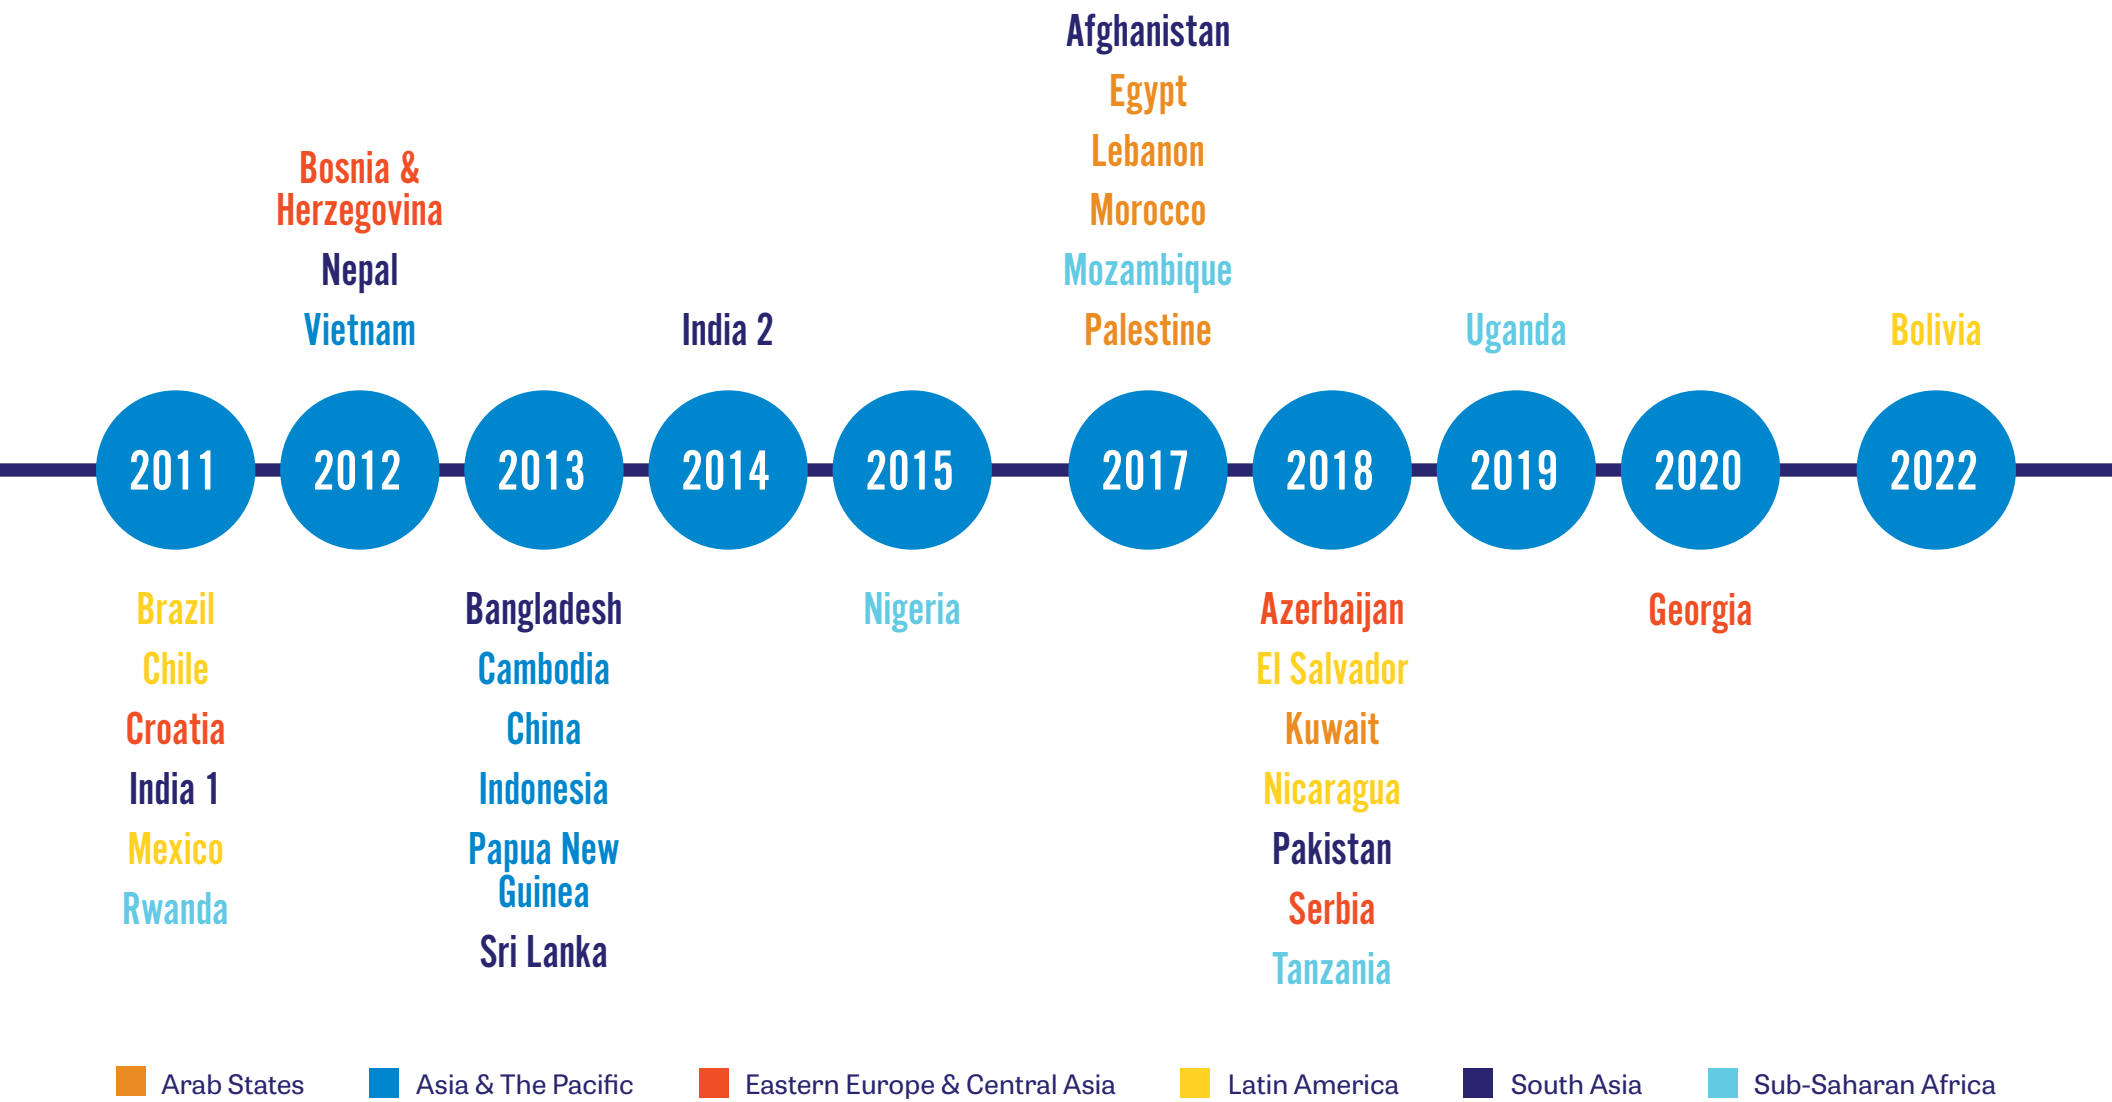 Afghanistan
Egypt
Lebanon
Morocco
Mozambique
Palestine
Bosnia &
Herzegovina
Nepal
Vietnam
India 2
Uganda
Bolivia
2011
2012
2013
2014
2015
2017
2018
2019
2020
2022
Brazil
Chile
Croatia
India 1
Mexico
Rwanda
Bangladesh
Cambodia
China
Indonesia
Papua New
Guinea
Sri Lanka
Nigeria
Azerbaijan
El Salvador
Kuwait
Nicaragua
Pakistan
Serbia
Tanzania
Georgia
Arab States
Asia & The Pacific
Eastern Europe & Central Asia
Latin America
South Asia
Sub-Saharan Africa